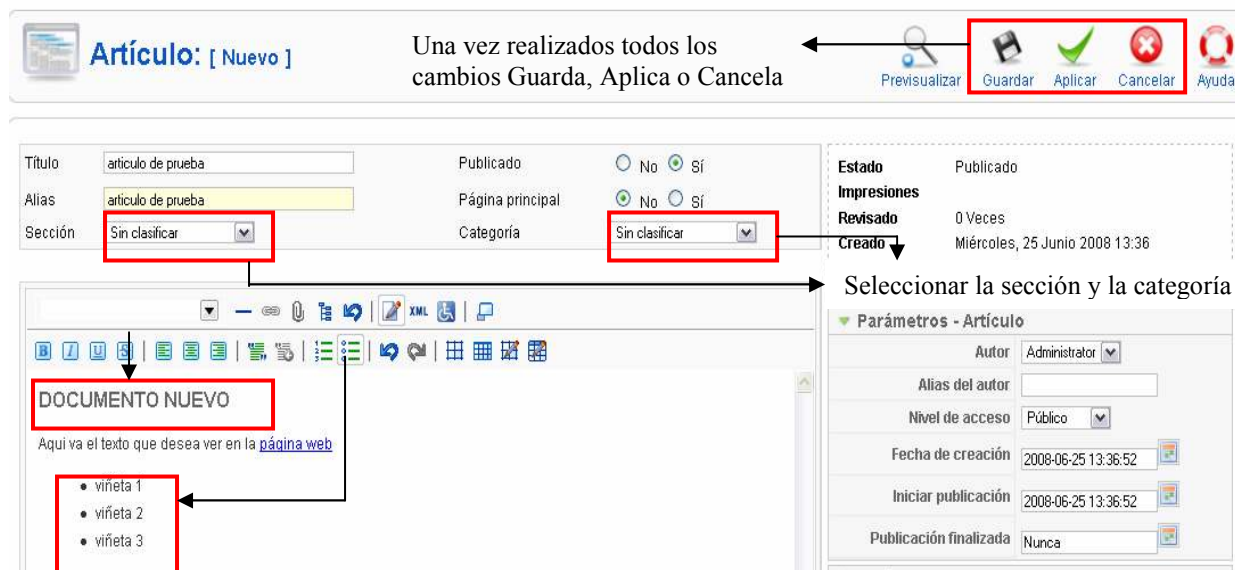 Artículo: [ Nuevo ]
Una vez realizados todos los
cambios Guarda, Aplica o Cancela
Previsualizar Guardar Aplicar Cancelar Ayuda
Título articulo de prueba Publicado No Sí
Alias articulo de prueba Página principal No Sí
Sección Sin clasificar Categoría Sin clasificar
Estado Publicado
Impresiones
Revisado 0 Veces
Creado Miércoles, 25 Junio 2008 13:36
Seleccionar la sección y la categoría
XML
B I U S
DOCUMENTO NUEVO
Aqui va el texto que desea ver en la página web
viñeta 1
viñeta 2
viñeta 3
Parámetros - Artículo
Autor Administrator
Alias del autor
Nivel de acceso Público
Fecha de creación 2008-06-25 13:36:52
Iniciar publicación 2008-06-25 13:36:52
Publicación finalizada Nunca